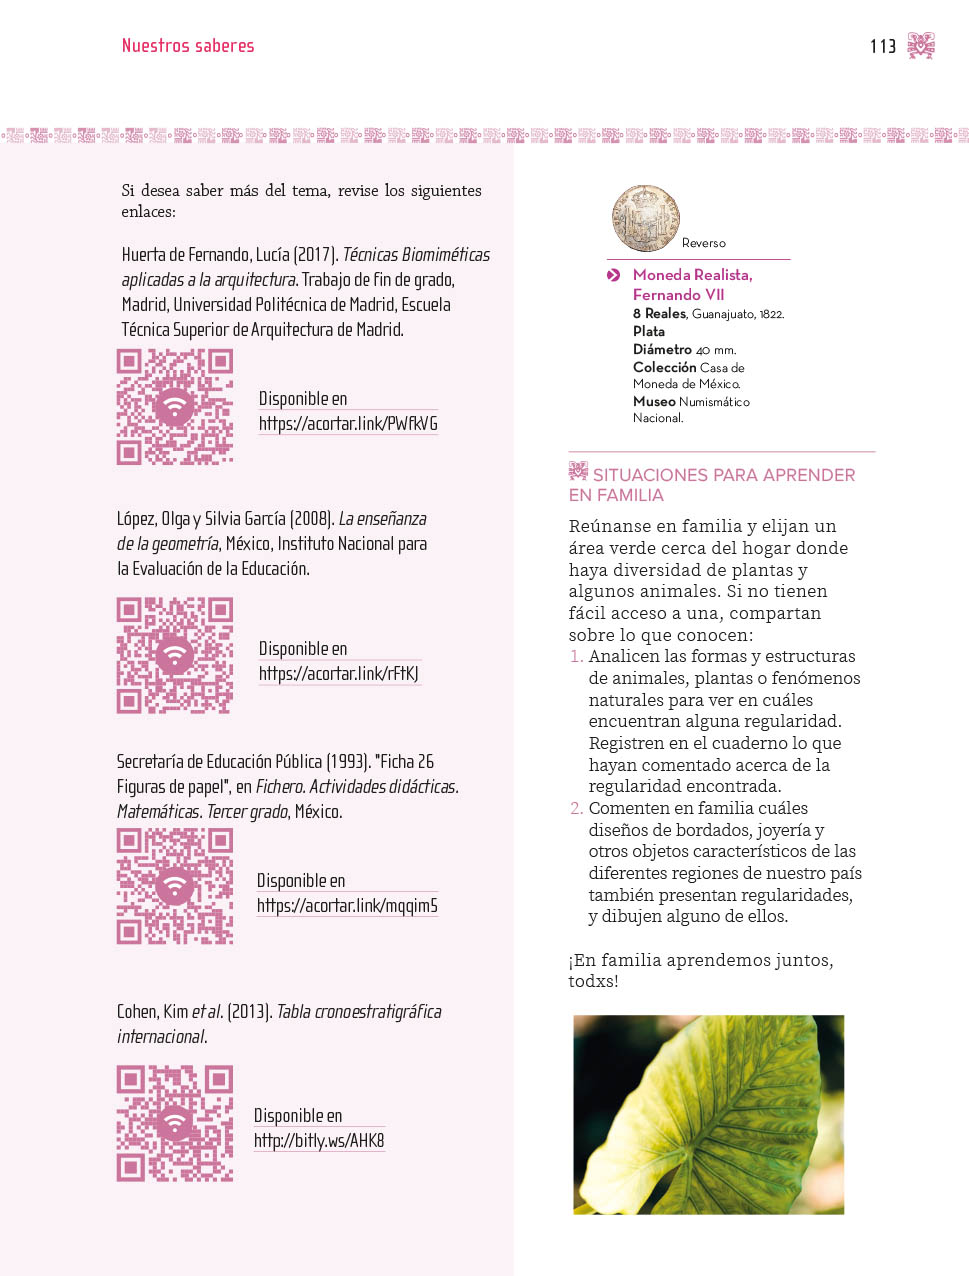 Nuestros saberes
113
Si desea saber más del tema, revise los siguientes
enlaces:
Huerta de Fernando, Lucía (2017). Técnicas Biomiméticas
aplicadas a la arquitectura. Trabajo de fin de grado,
Madrid, Universidad Politécnica de Madrid, Escuela
Técnica Superior de Arquitectura de Madrid.
Disponible en
https://acortar.link/PWfkVG
López, Olga y Silvia García (2008). La enseñanza
de la geometría, México, Instituto Nacional para
la Evaluación de la Educación.
Disponible en
https://acortar.link/rFtKJ
Secretaría de Educación Pública (1993). "Ficha 26
Figuras de papel", en Fichero. Actividades didácticas.
Matemáticas. Tercer grado, México.
Disponible en
https://acortar.link/mqqim5
Cohen, Kim et al. (2013). Tabla cronoestratigráfica
internacional.
Disponible en
http://bitly.ws/AHK8
Reverso
Moneda Realista,
Fernando VII
8 Reales, Guanajuato, 1822.
Plata
Diámetro 40 mm.
Colección Casa de
Moneda de México.
Museo Numismático
Nacional.
SITUACIONES PARA APRENDER
EN FAMILIA
Reúnanse en familia y elijan un
área verde cerca del hogar donde
haya diversidad de plantas y
algunos animales. Si no tienen
fácil acceso a una, compartan
sobre lo que conocen:
1. Analicen las formas y estructuras
de animales, plantas o fenómenos
naturales para ver en cuáles
encuentran alguna regularidad.
Registren en el cuaderno lo que
hayan comentado acerca de la
regularidad encontrada.
2. Comenten en familia cuáles
diseños de bordados, joyería y
otros objetos característicos de las
diferentes regiones de nuestro país
también presentan regularidades,
y dibujen alguno de ellos.
¡En familia aprendemos juntos,
todxs!